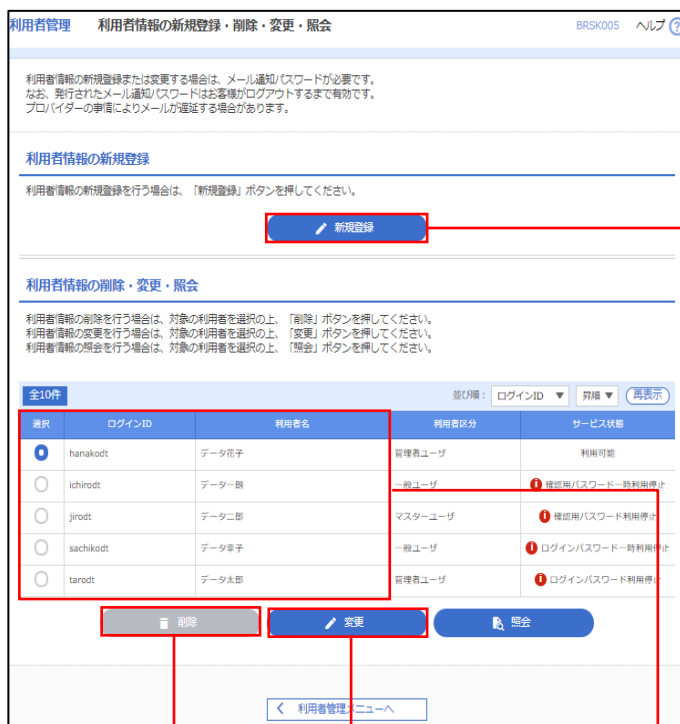 利用者管理 利用者情報の新規登録・削除・変更・照会 BRSK005 ヘルプ ?
利用者情報の新規登録または変更する場合は、メール通知パスワードが必要です。
なお、発行されたメール通知パスワードはお客様がログアウトするまで有効です。
プロバイダーの事情によりメールが遅延する場合があります。
利用者情報の新規登録
利用者情報の新規登録を行う場合は、「新規登録」ボタンを押してください。
新規登録
利用者情報の削除・変更・照会
利用者情報の削除を行う場合は、対象の利用者を選択の上、「削除」ボタンを押してください。
利用者情報の変更を行う場合は、対象の利用者を選択の上、「変更」ボタンを押してください。
利用者情報の照会を行う場合は、対象の利用者を選択の上、「照会」ボタンを押してください。
全10件 並び順： ログインID ▼ 昇順 ▼ 再表示
選択 ログインID 利用者名 利用者区分 サービス状態
hanakodt データ花子 管理者ユーザ 利用可能
ichirodt データ一朗 一般ユーザ 確認用パスワード一時利用停止
jirodt データ二郎 マスターユーザ 確認用パスワード利用停止
sachikodt データ幸子 一般ユーザ ログインパスワード一時利用停止
tarodt データ太郎 管理者ユーザ ログインパスワード利用停止
削除 変更 照会
利用者管理メニューへ